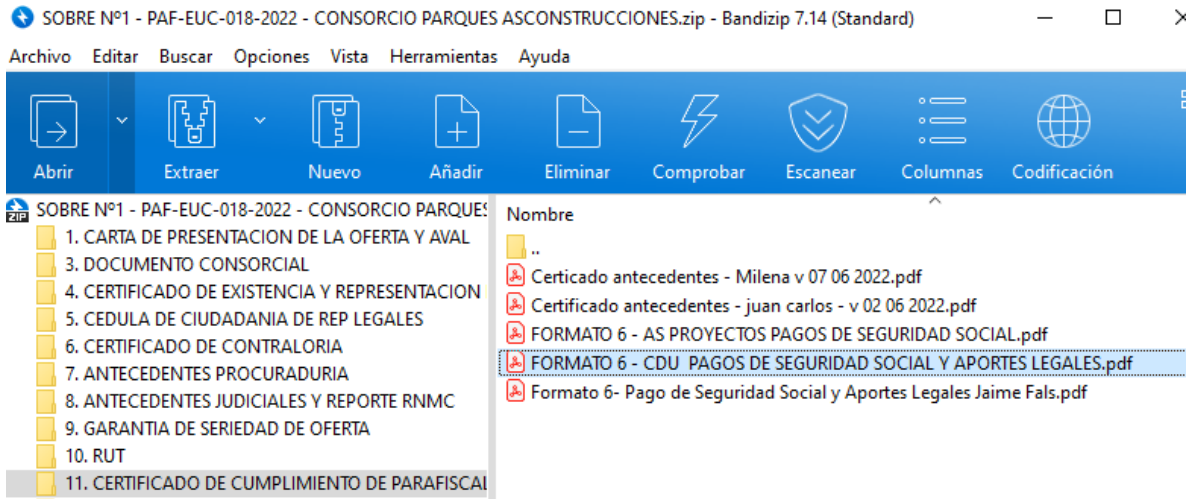 SOBRE Nº1 - PAF-EUC-018-2022 - CONSORCIO PARQUES ASCONSTRUCCIONES.zip - Bandizip 7.14 (Standard)
Archivo Editar Buscar Opciones Vista Herramientas Ayuda
Abrir Extraer Nuevo Añadir Eliminar Comprobar Escanear Columnas Codificación
ZIP SOBRE Nº1 - PAF-EUC-018-2022 - CONSORCIO PARQUES
1. CARTA DE PRESENTACION DE LA OFERTA Y AVAL
3. DOCUMENTO CONSORCIAL
4. CERTIFICADO DE EXISTENCIA Y REPRESENTACION
5. CEDULA DE CIUDADANIA DE REP LEGALES
6. CERTIFICADO DE CONTRALORIA
7. ANTECEDENTES PROCURADURIA
8. ANTECEDENTES JUDICIALES Y REPORTE RNMC
9. GARANTIA DE SERIEDAD DE OFERTA
10. RUT
11. CERTIFICADO DE CUMPLIMIENTO DE PARAFISCAL
Nombre
..
Certicado antecedentes - Milena v 07 06 2022.pdf
Certificado antecedentes - juan carlos - v 02 06 2022.pdf
FORMATO 6 - AS PROYECTOS PAGOS DE SEGURIDAD SOCIAL.pdf
FORMATO 6 - CDU PAGOS DE SEGURIDAD SOCIAL Y APORTES LEGALES.pdf
Formato 6- Pago de Seguridad Social y Aportes Legales Jaime Fals.pdf